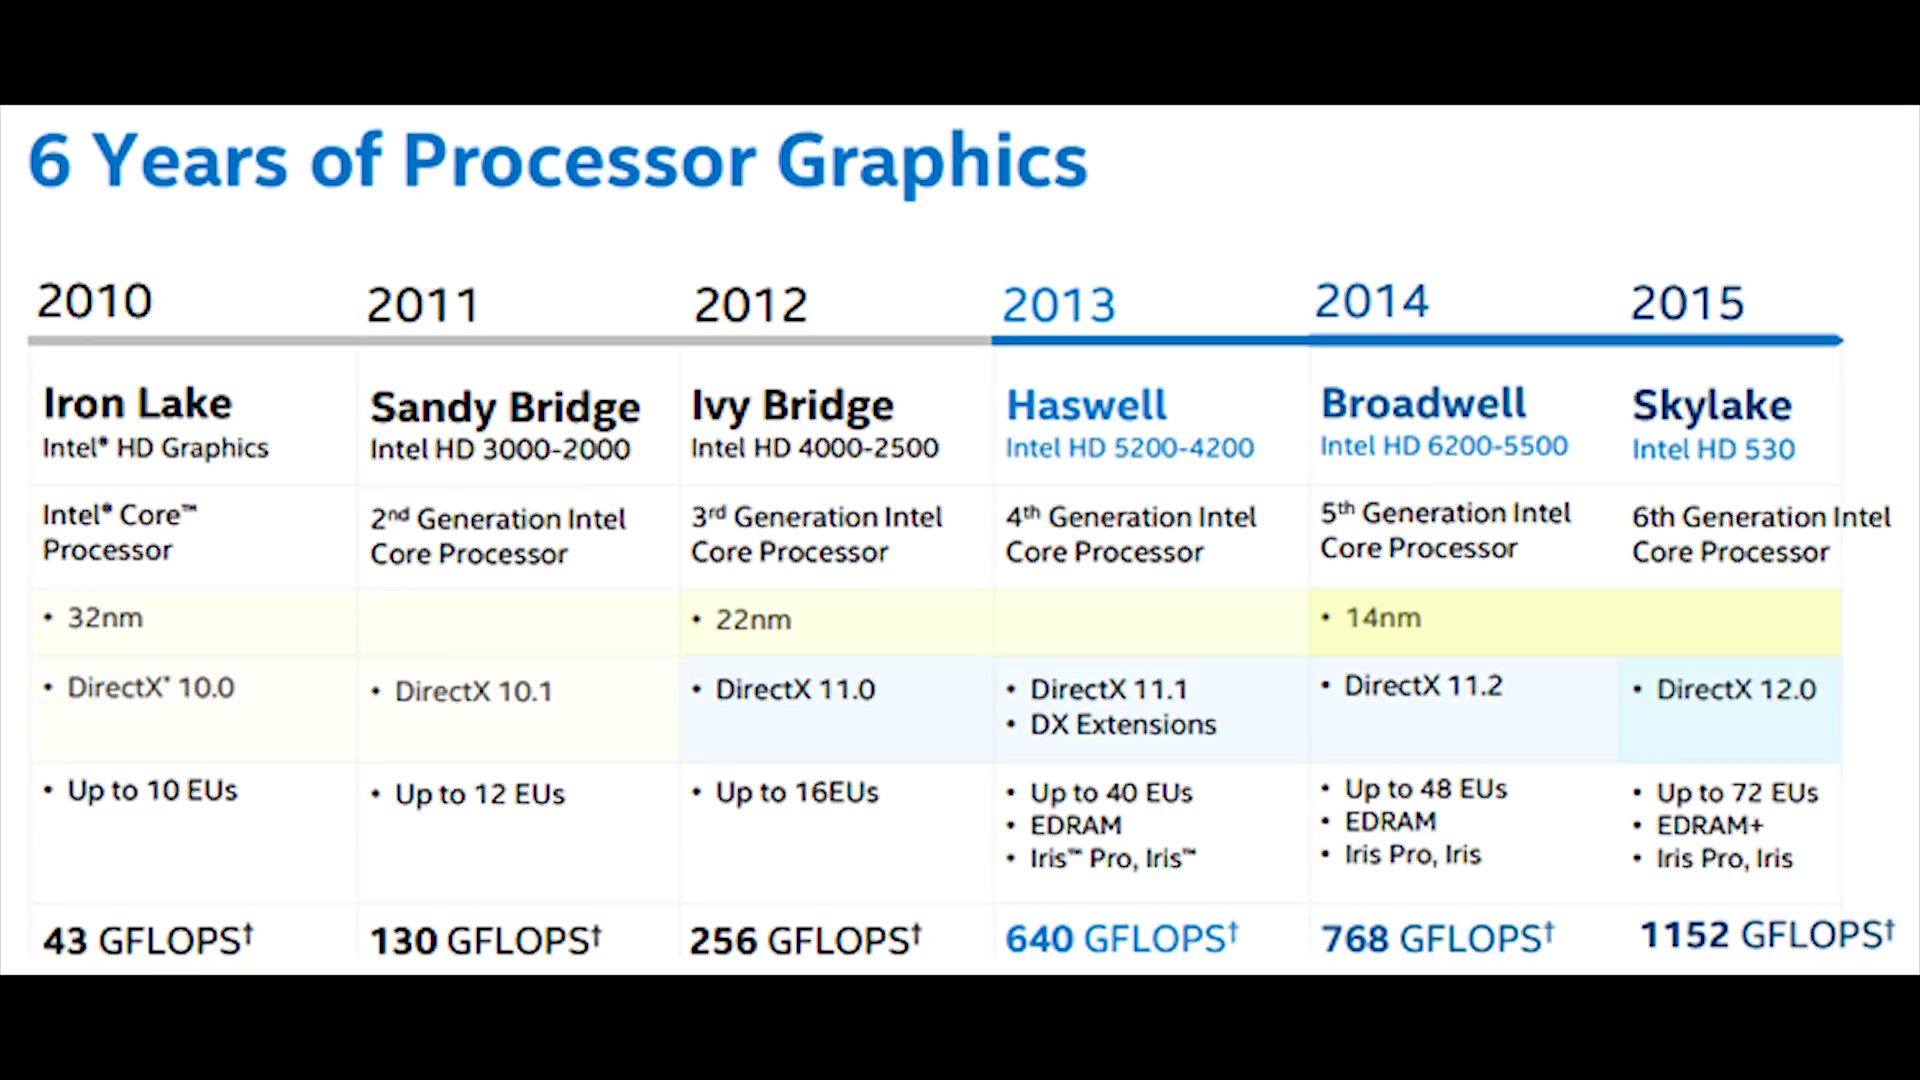 6 Years of Processor Graphics
2010
2011
2012
2013
2014
2015
Iron Lake
Intel® HD Graphics
Sandy Bridge
Intel HD 3000-2000
Ivy Bridge
Intel HD 4000-2500
Haswell
Intel HD 5200-4200
Broadwell
Intel HD 6200-5500
Skylake
Intel HD 530
Intel® Core™
Processor
2nd Generation Intel
Core Processor
3rd Generation Intel
Core Processor
4th Generation Intel
Core Processor
5th Generation Intel
Core Processor
6th Generation Intel
Core Processor
• 32nm
• 22nm
• 14nm
• DirectX* 10.0
• DirectX 10.1
• DirectX 11.0
• DirectX 11.1
• DX Extensions
• DirectX 11.2
• DirectX 12.0
• Up to 10 EUs
• Up to 12 EUs
• Up to 16EUs
• Up to 40 EUs
• EDRAM
• Iris™ Pro, Iris™
• Up to 48 EUs
• EDRAM
• Iris Pro, Iris
• Up to 72 EUs
• EDRAM+
• Iris Pro, Iris
43 GFLOPS†
130 GFLOPS†
256 GFLOPS†
640 GFLOPS†
768 GFLOPS†
1152 GFLOPS†